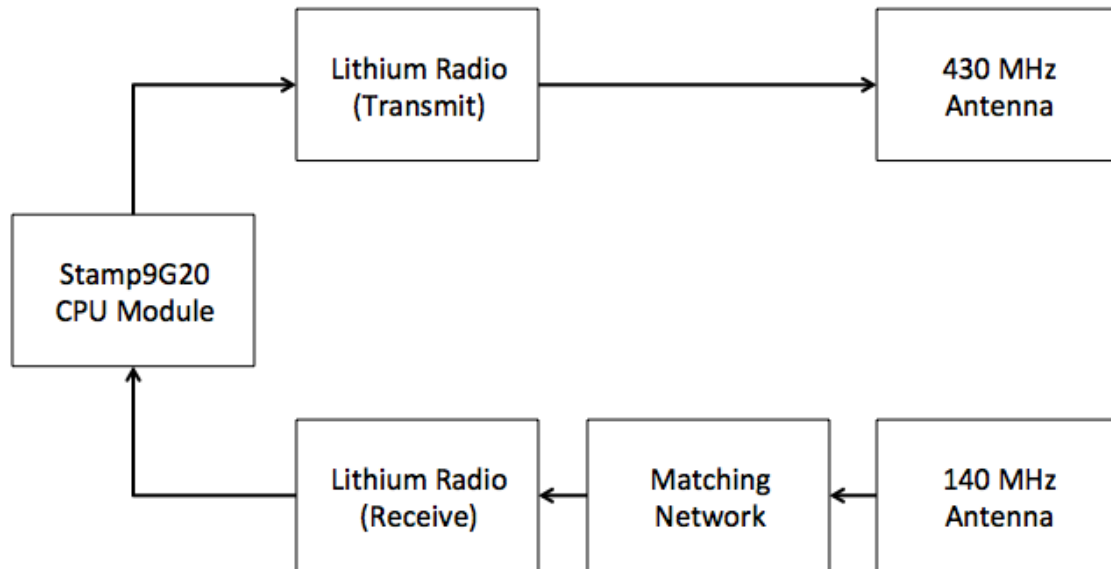 Lithium Radio
(Transmit)
430 MHz
Antenna
Stamp9G20
CPU Module
Lithium Radio
(Receive)
Matching
Network
140 MHz
Antenna